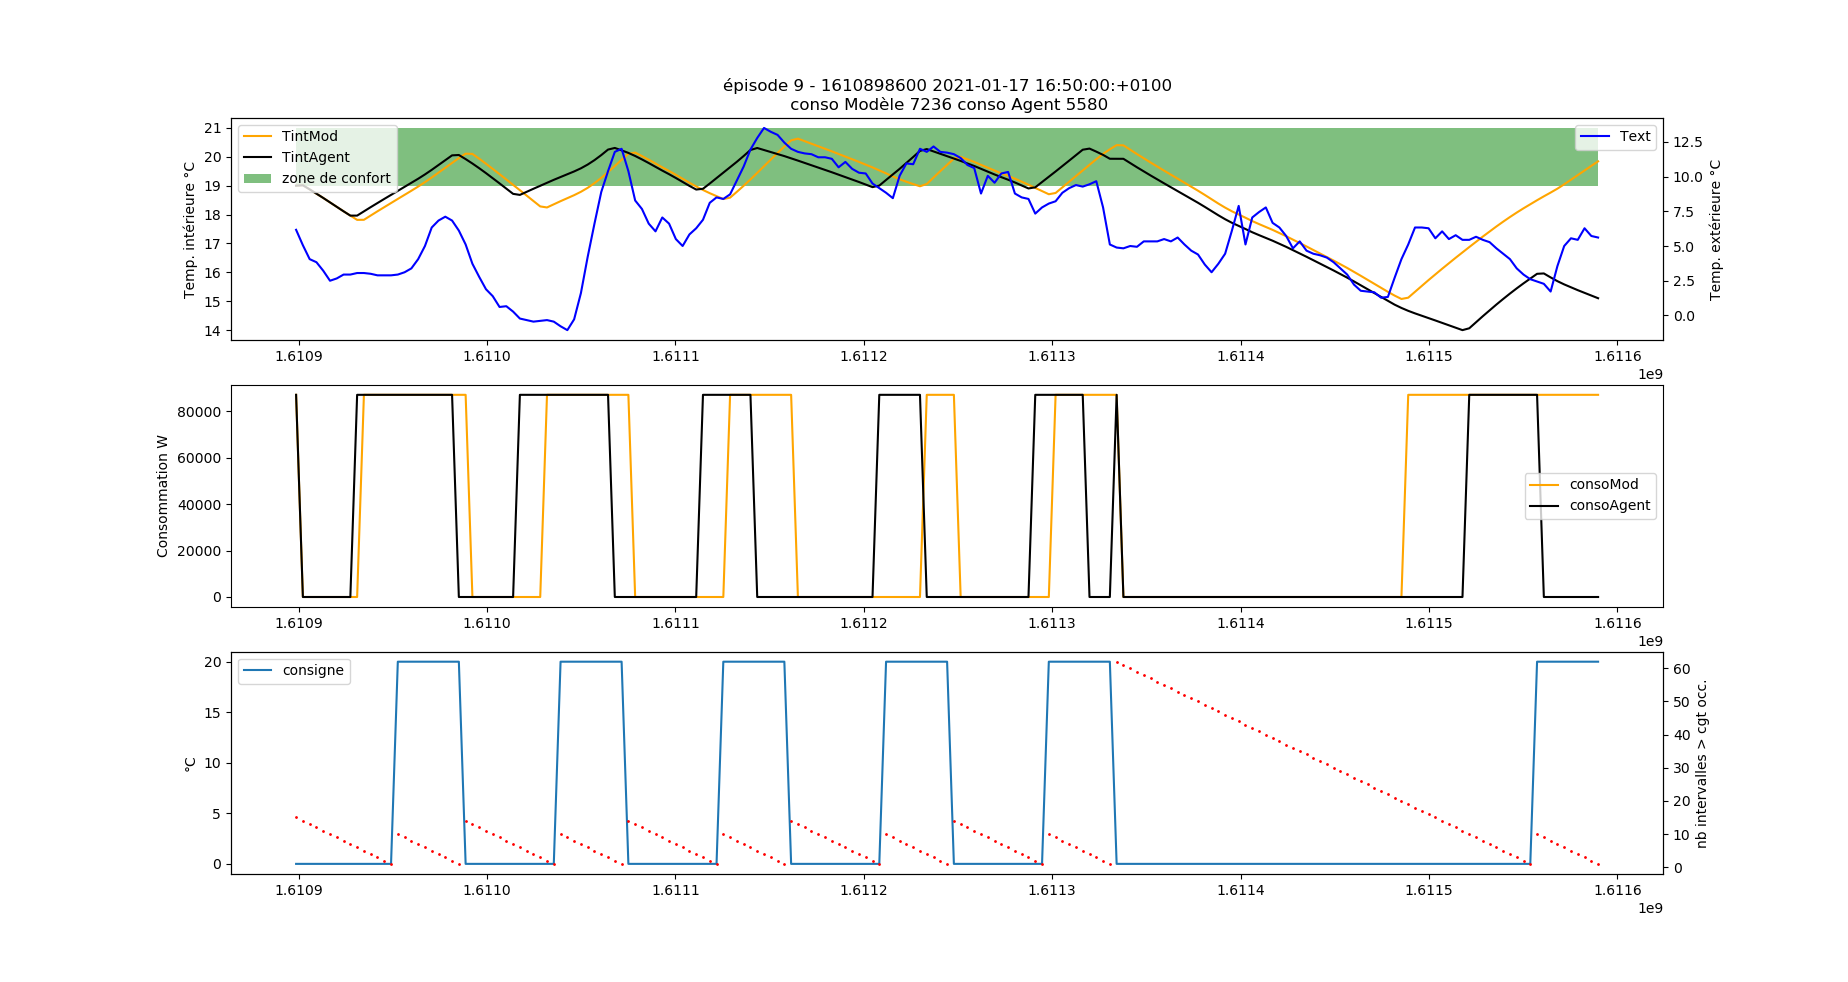 épisode 9 - 1610898600 2021-01-17 16:50:00:+0100
conso Modèle 7236 conso Agent 5580
Temp. intérieure °C
21
20
19
18
17
16
15
14
TintMod
TintAgent
zone de confort
Text
12.5
10.0
7.5
5.0
2.5
0.0
Temp. extérieure °C
1.6109 1.6110 1.6111 1.6112 1.6113 1.6114 1.6115 1.6116
1e9
Consommation W
80000
60000
40000
20000
0
consoMod
consoAgent
1.6109 1.6110 1.6111 1.6112 1.6113 1.6114 1.6115 1.6116
1e9
°C
20
15
10
5
0
consigne
60
50
40
30
20
10
0
nb intervalles > cgt occ.
1.6109 1.6110 1.6111 1.6112 1.6113 1.6114 1.6115 1.6116
1e9